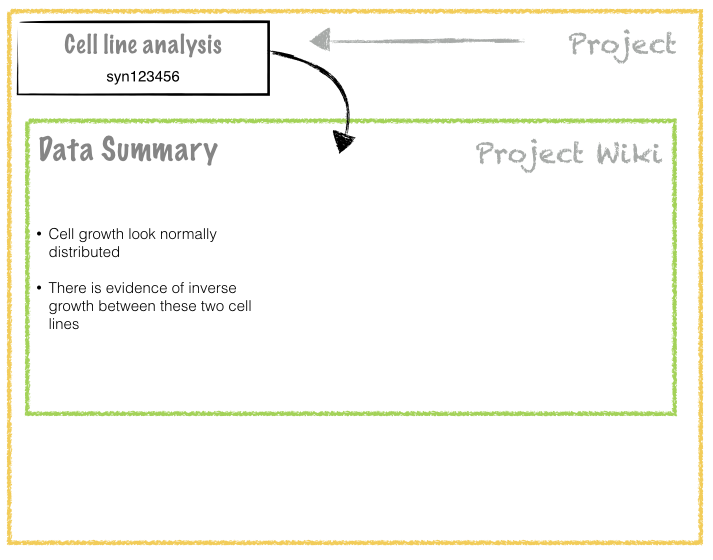 Cell line analysis
Project
syn123456
Data Summary
Project Wiki
• Cell growth look normally
distributed
• There is evidence of inverse
growth between these two cell
lines